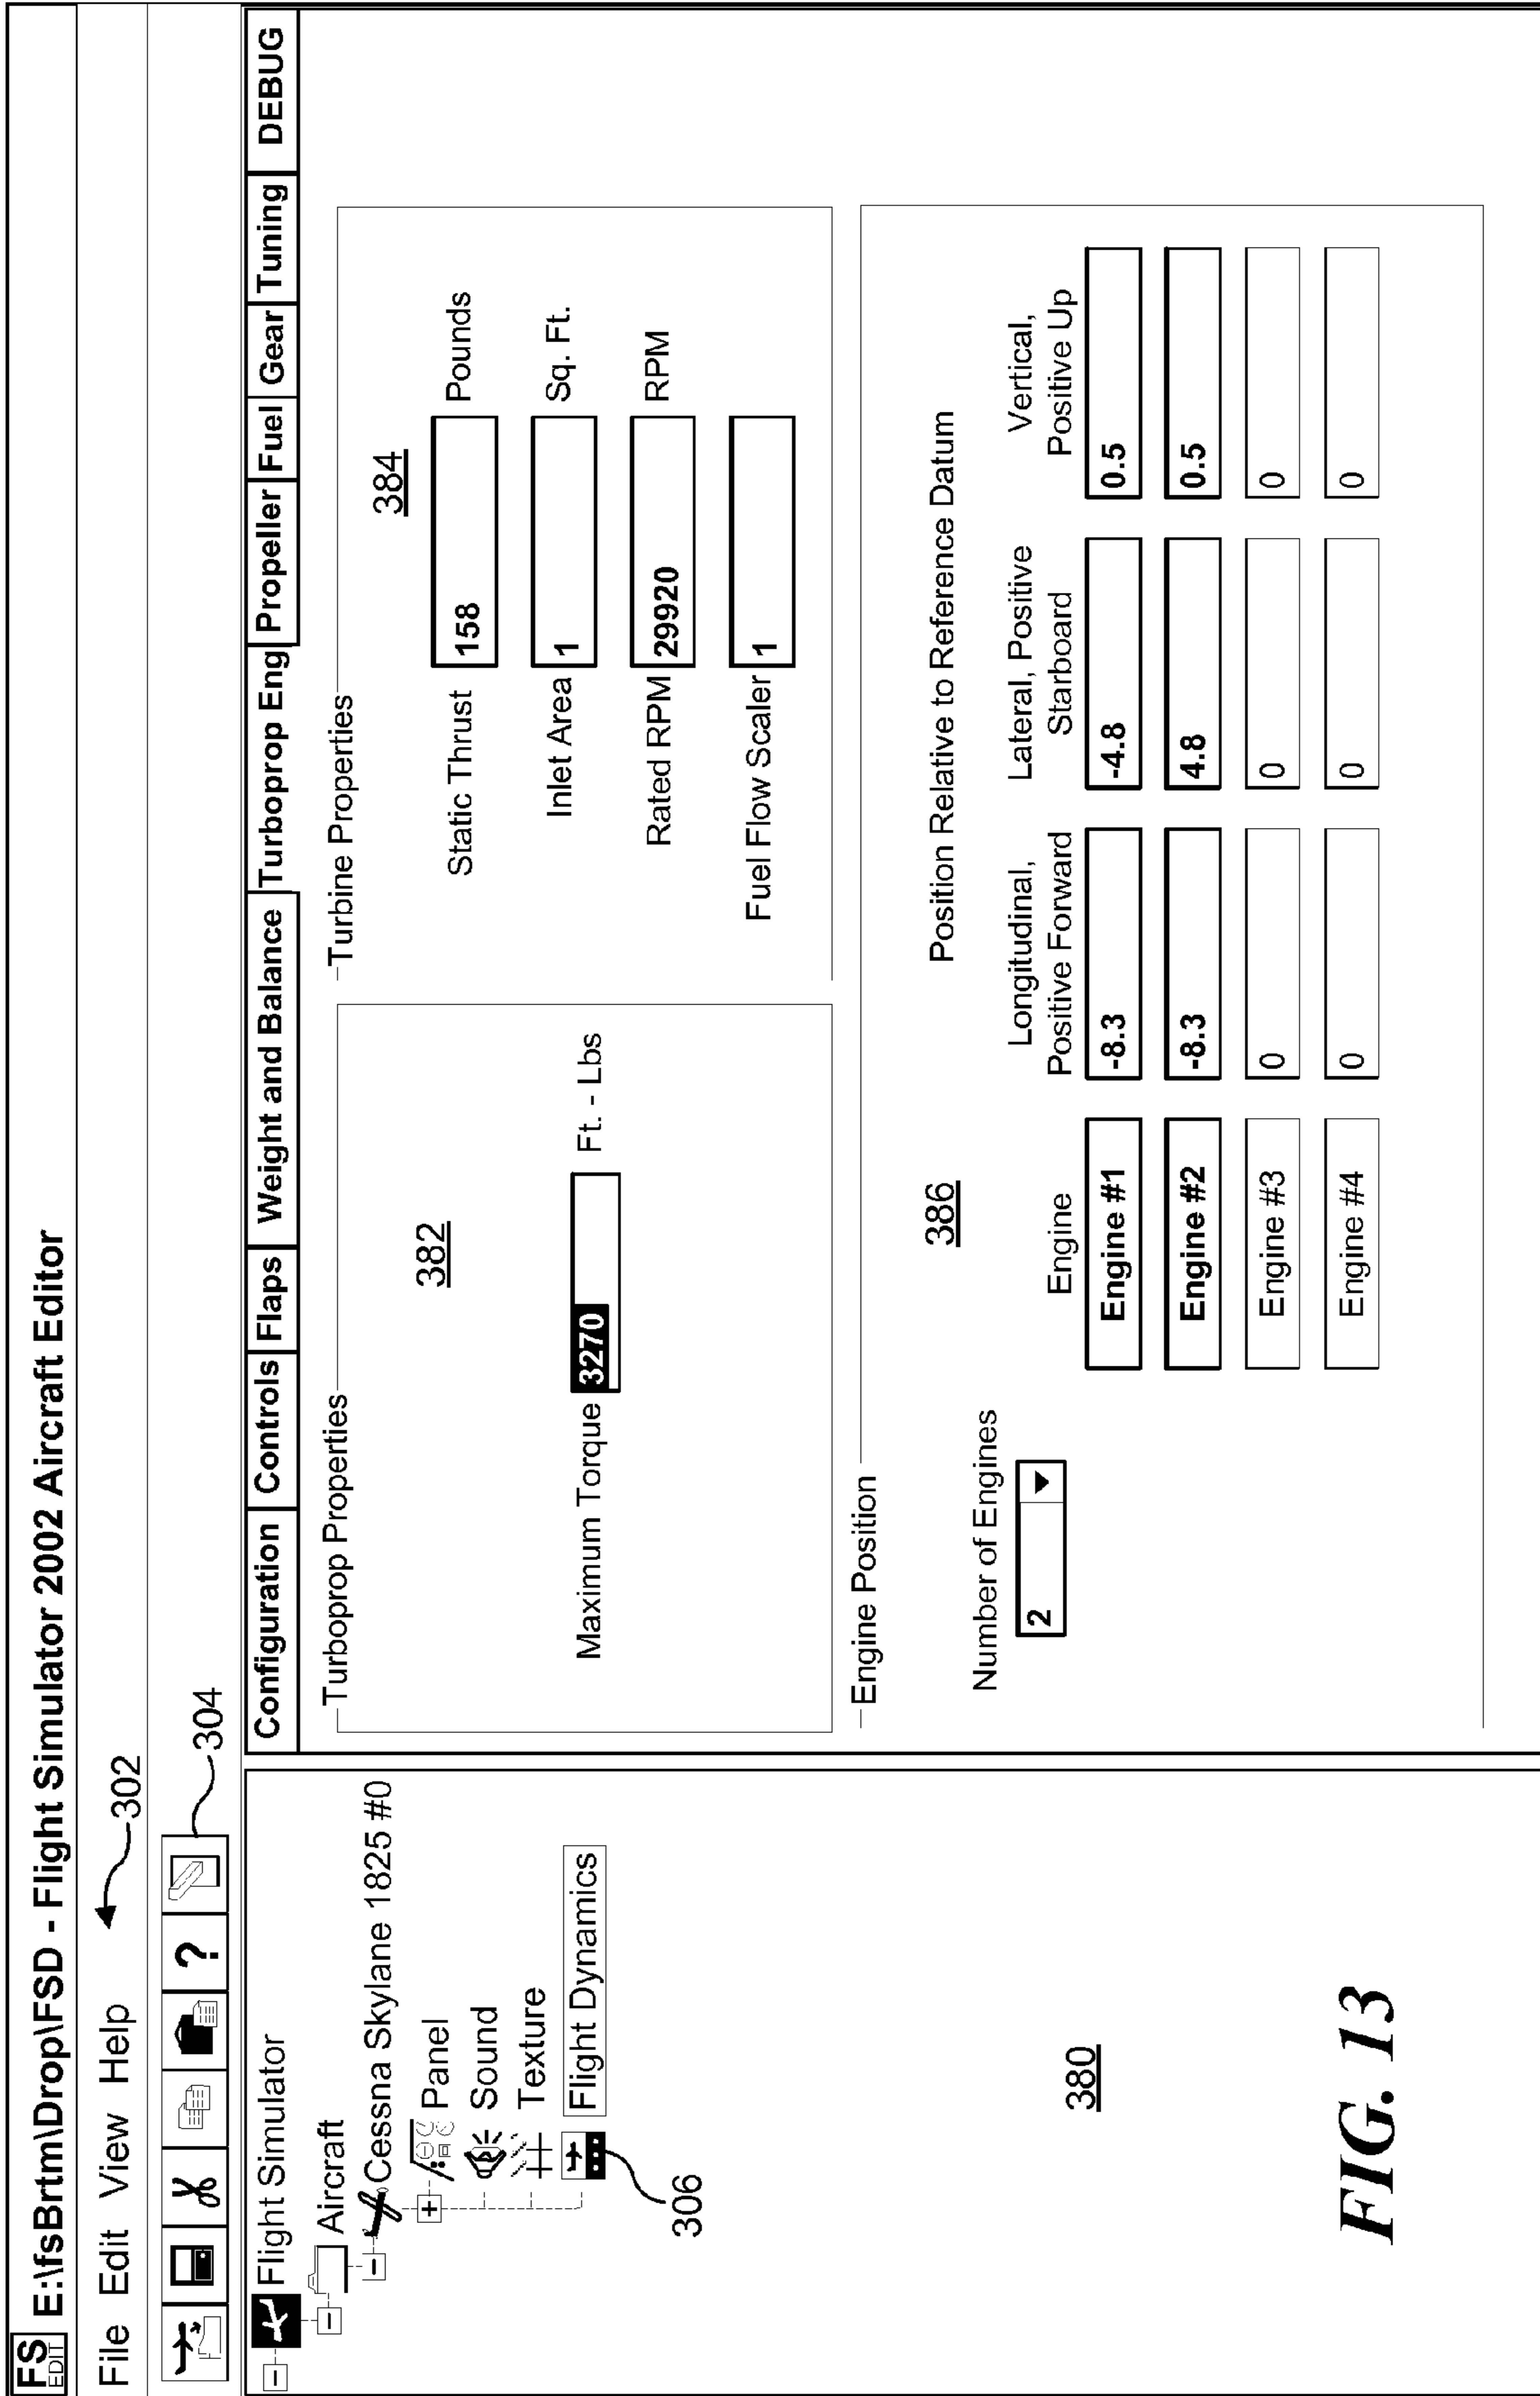 FS
EDIT
E:\fsBrtm\Drop\FSD - Flight Simulator 2002 Aircraft Editor
File Edit View Help
302
?
304
Flight Simulator
Aircraft
Cessna Skylane 1825 #0
Panel
Sound
Texture
Flight Dynamics
306
380
FIG. 13
Configuration Controls Flaps Weight and Balance Turboprop Eng Propeller Fuel Gear Tuning DEBUG
Turboprop Properties
382
Maximum Torque 3270 Ft. - Lbs
Turbine Properties
384
Static Thrust 158 Pounds
Inlet Area 1 Sq. Ft.
Rated RPM 29920 RPM
Fuel Flow Scaler 1
Engine Position
386
Position Relative to Reference Datum
Number of Engines
2
Engine
Longitudinal,
Positive Forward
Lateral, Positive
Starboard
Vertical,
Positive Up
Engine #1 -8.3 -4.8 0.5
Engine #2 -8.3 4.8 0.5
Engine #3 0 0 0
Engine #4 0 0 0